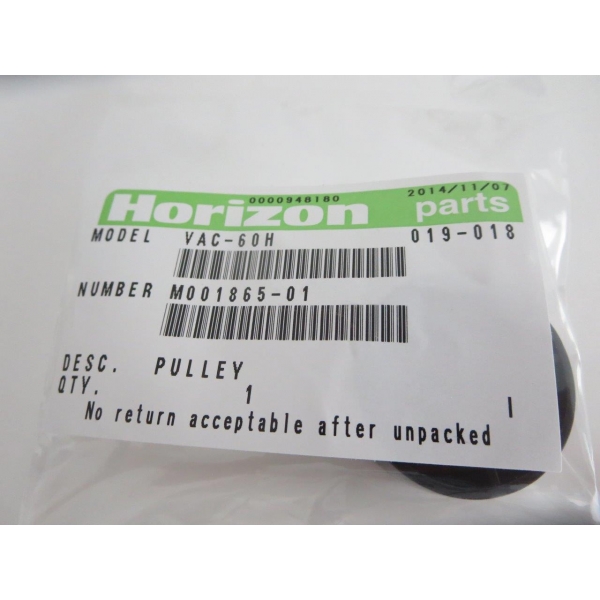 0000948180 2014/11/07
Horizon parts
MODEL VAC-60H 019-018
NUMBER M001865-01
DESC. PULLEY
QTY. 1 I
No return acceptable after unpacked